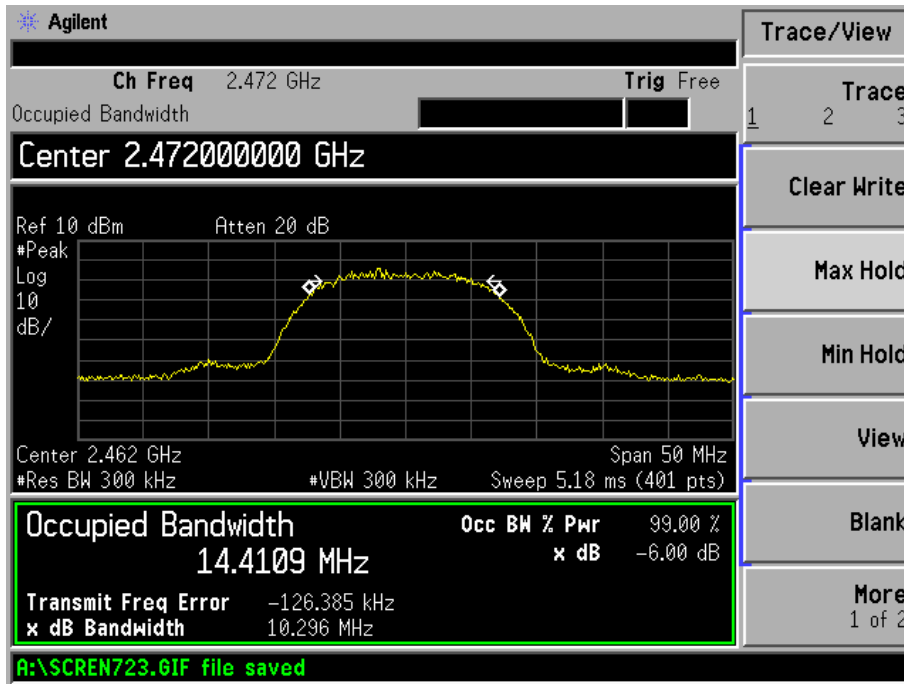 Agilent
Trace/View
Ch Freq 2.472 GHz Trig Free
Occupied Bandwidth
Trace
1 2 3
Center 2.472000000 GHz
Clear Write
Ref 10 dBm Atten 20 dB
#Peak
Log
10
dB/
Max Hold
Min Hold
View
Center 2.462 GHz Span 50 MHz
#Res BW 300 kHz #VBW 300 kHz Sweep 5.18 ms (401 pts)
Occupied Bandwidth Occ BW % Pwr 99.00 %
14.4109 MHz x dB -6.00 dB
Blank
Transmit Freq Error -126.385 kHz
x dB Bandwidth 10.296 MHz
More
1 of 2
A:\SCREN723.GIF file saved